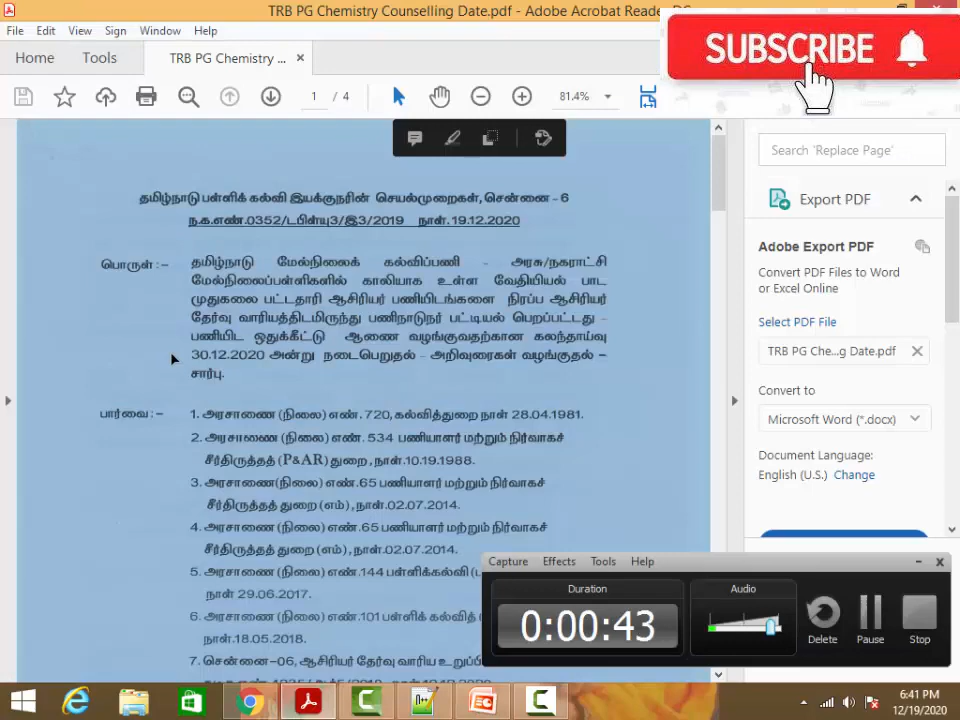 TRB PG Chemistry Counselling Date.pdf - Adobe Acrobat Reade
File Edit View Sign Window Help
SUBSCRIBE
Home Tools TRB PG Chemistry ... ×
1 / 4 81.4%
தமிழ்நாடு பள்ளிக் கல்வி இயக்குநரின் செயல்முறைகள், சென்னை - 6
ந.க.எண்.0352/டபிள்யு3/இ3/2019 நாள். 19.12.2020
பொருள் :- தமிழ்நாடு மேல்நிலைக் கல்விப்பணி - அரசு/நகராட்சி
மேல்நிலைப்பள்ளிகளில் காலியாக உள்ள வேதியியல் பாட
முதுகலை பட்டதாரி ஆசிரியர் பணியிடங்களை நிரப்ப ஆசிரியர்
தேர்வு வாரியத்திடமிருந்து பணிநாடுநர் பட்டியல் பெறப்பட்டது -
பணியிட ஒதுக்கீட்டு ஆணை வழங்குவதற்கான கலந்தாய்வு
30.12.2020 அன்று நடைபெறுதல் - அறிவுரைகள் வழங்குதல் -
சார்பு.
பார்வை :- 1. அரசாணை (நிலை) எண். 720, கல்வித்துறை நாள் 28.04.1981.
2. அரசாணை (நிலை) எண். 534 பணியாளர் மற்றும் நிர்வாகச்
சீர்திருத்தத் (P&AR) துறை, நாள்.10.19.1988.
3. அரசாணை(நிலை) எண்.65 பணியாளர் மற்றும் நிர்வாகச்
சீர்திருத்தத் துறை (எம்), நாள்.02.07.2014.
4. அரசாணை (நிலை) எண்.65 பணியாளர் மற்றும் நிர்வாகச்
சீர்திருத்தத் துறை (எம்), நாள்.02.07.2014.
5. அரசாணை (நிலை) எண்.144 பள்ளிக்கல்வி (ப
நாள் 29.06.2017.
6. அரசாணை (நிலை) எண்.101 பள்ளிக் கல்வித் (
நாள்.18.05.2018.
7. சென்னை-06, ஆசிரியர் தேர்வு வாரிய உறுப்பி
Search 'Replace Page'
Export PDF
Adobe Export PDF
Convert PDF Files to Word
or Excel Online
Select PDF File
TRB PG Che...g Date.pdf ×
Convert to
Microsoft Word (*.docx)
Document Language:
English (U.S.) Change
Capture Effects Tools Help
Duration
0:00:43
Audio
Delete Pause Stop
6:41 PM
12/19/2020